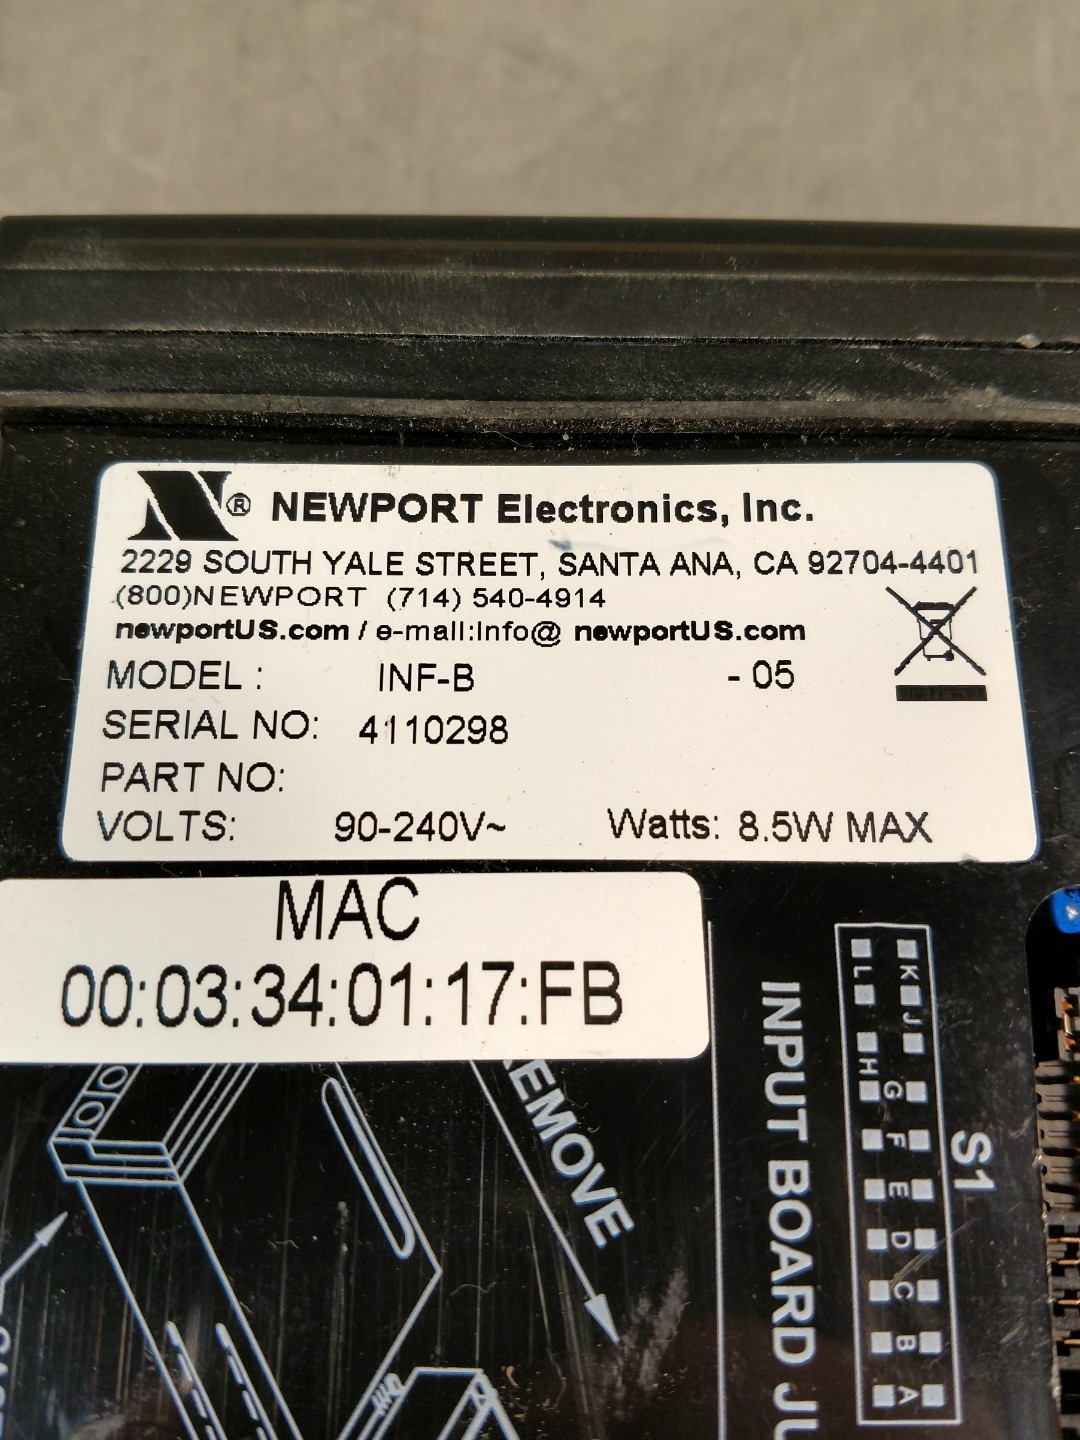 N® NEWPORT Electronics, Inc.
2229 SOUTH YALE STREET, SANTA ANA, CA 92704-4401
(800)NEWPORT (714) 540-4914
newportUS.com / e-mail:Info@ newportUS.com
MODEL : INF-B - 05
SERIAL NO: 4110298
PART NO:
VOLTS: 90-240V~ Watts: 8.5W MAX
MAC
00:03:34:01:17:FB
EMOVE
INPUT BOARD JU
S1
L K
J
H
G
F
E
D
C
B
A